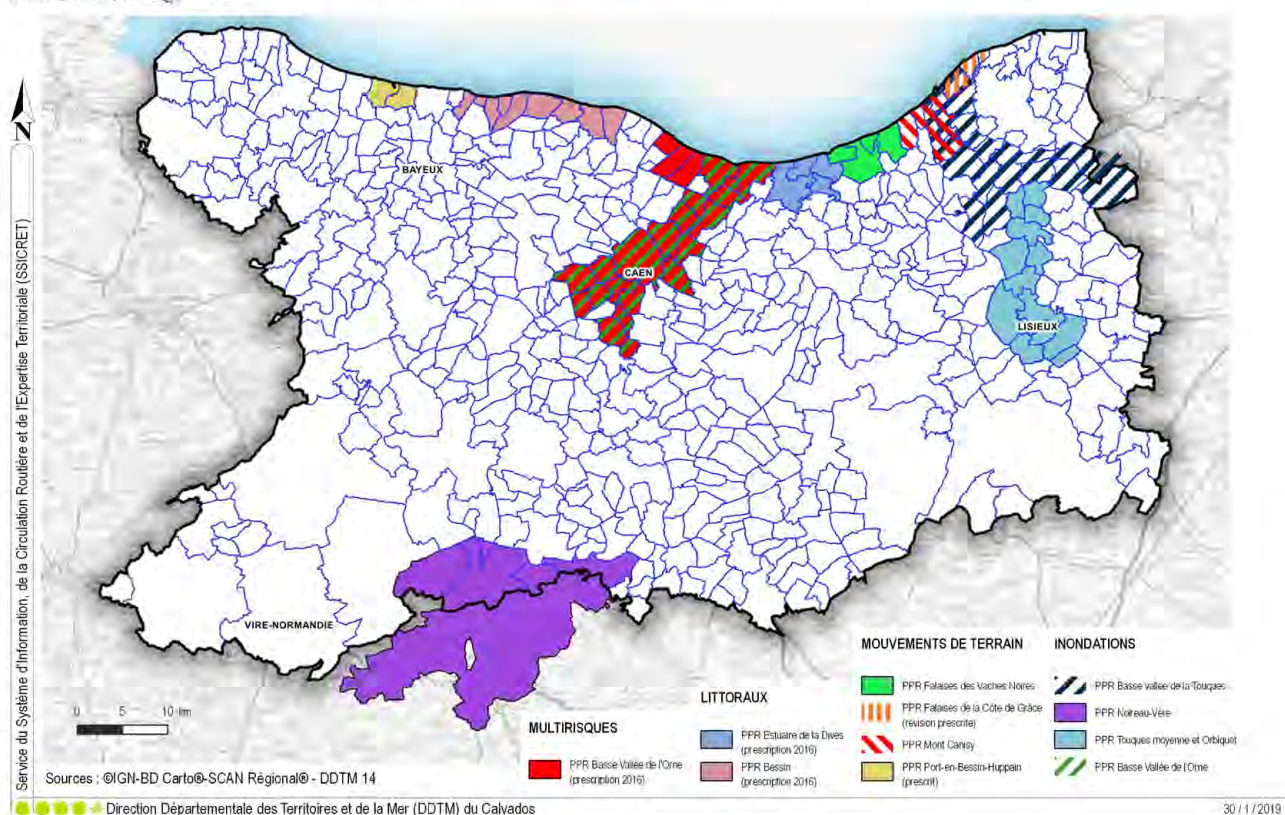 N
Service du Système d'Information, de la Circulation Routière et de l'Expertise Territoriale (SSICRET)
BAYEUX
CAEN
LISIEUX
VIRE-NORMANDIE
0 5 10 km
MULTIRISQUES
PPR Basse Vallée de l'Orne
(prescription 2016)
LITTORAUX
PPR Estuaire de la Dives
(prescription 2016)
PPR Bessin
(prescription 2016)
MOUVEMENTS DE TERRAIN
PPR Falaises des Vaches Noires
PPR Falaises de la Côte de Grâce
(révision prescrite)
PPR Mont Canisy
PPR Port-en-Bessin-Huppain
(prescrit)
INONDATIONS
PPR Basse vallée de la Touques
PPR Noireau-Vère
PPR Touques moyenne et Orbiquet
PPR Basse Vallée de l'Orne
Sources : ©IGN-BD Carto®-SCAN Régional® - DDTM 14
Direction Départementale des Territoires et de la Mer (DDTM) du Calvados
30 / 1 / 2019